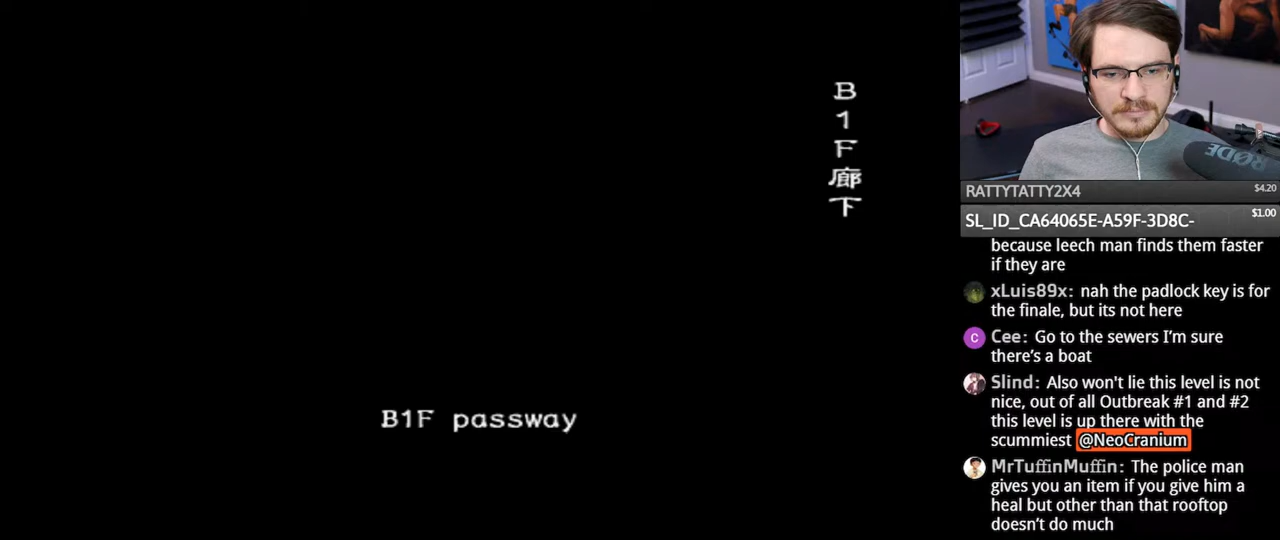 B1F廊下
B1F passway
RØDE
RATTYTATTY2X4
$4.20
SL_ID_CA64065E-A59F-3D8C-
$1.00
because leech man finds them faster
if they are
xLuis89x: nah the padlock key is for
the finale, but its not here
C
Cee: Go to the sewers I’m sure
there’s a boat
Slind: Also won't lie this level is not
nice, out of all Outbreak #1 and #2
this level is up there with the
scummiest @NeoCranium
MrTuffinMuffin: The police man
gives you an item if you give him a
heal but other than that rooftop
doesn’t do much